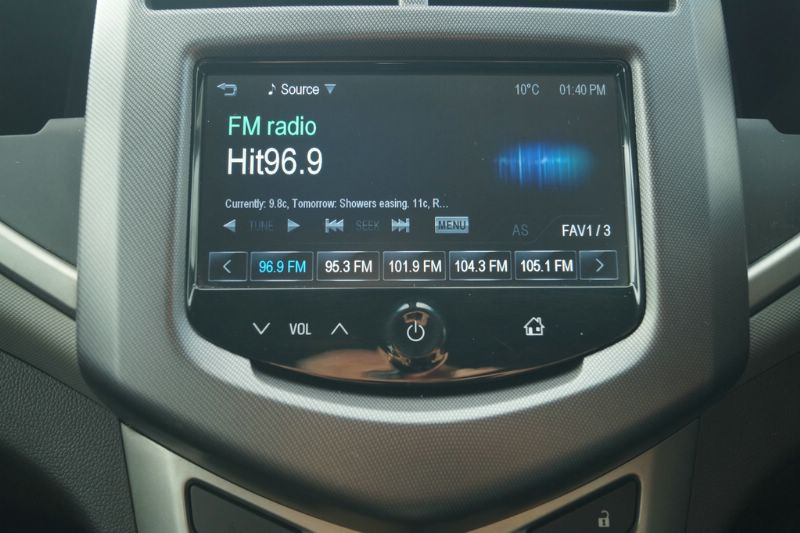 Source 10°C 01:40 PM
FM radio
Hit96.9
Currently: 9.8c, Tomorrow: Showers easing. 11c, R...
TUNE SEEK MENU AS FAV1 / 3
96.9 FM 95.3 FM 101.9 FM 104.3 FM 105.1 FM
VOL